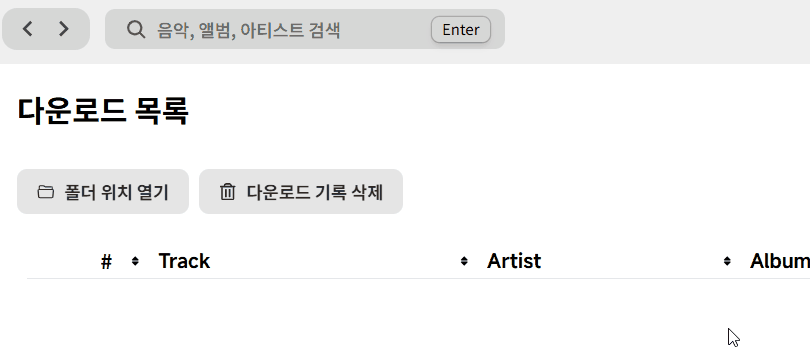 음악, 앨범, 아티스트 검색 Enter
다운로드 목록
폴더 위치 열기 다운로드 기록 삭제
# Track Artist Album